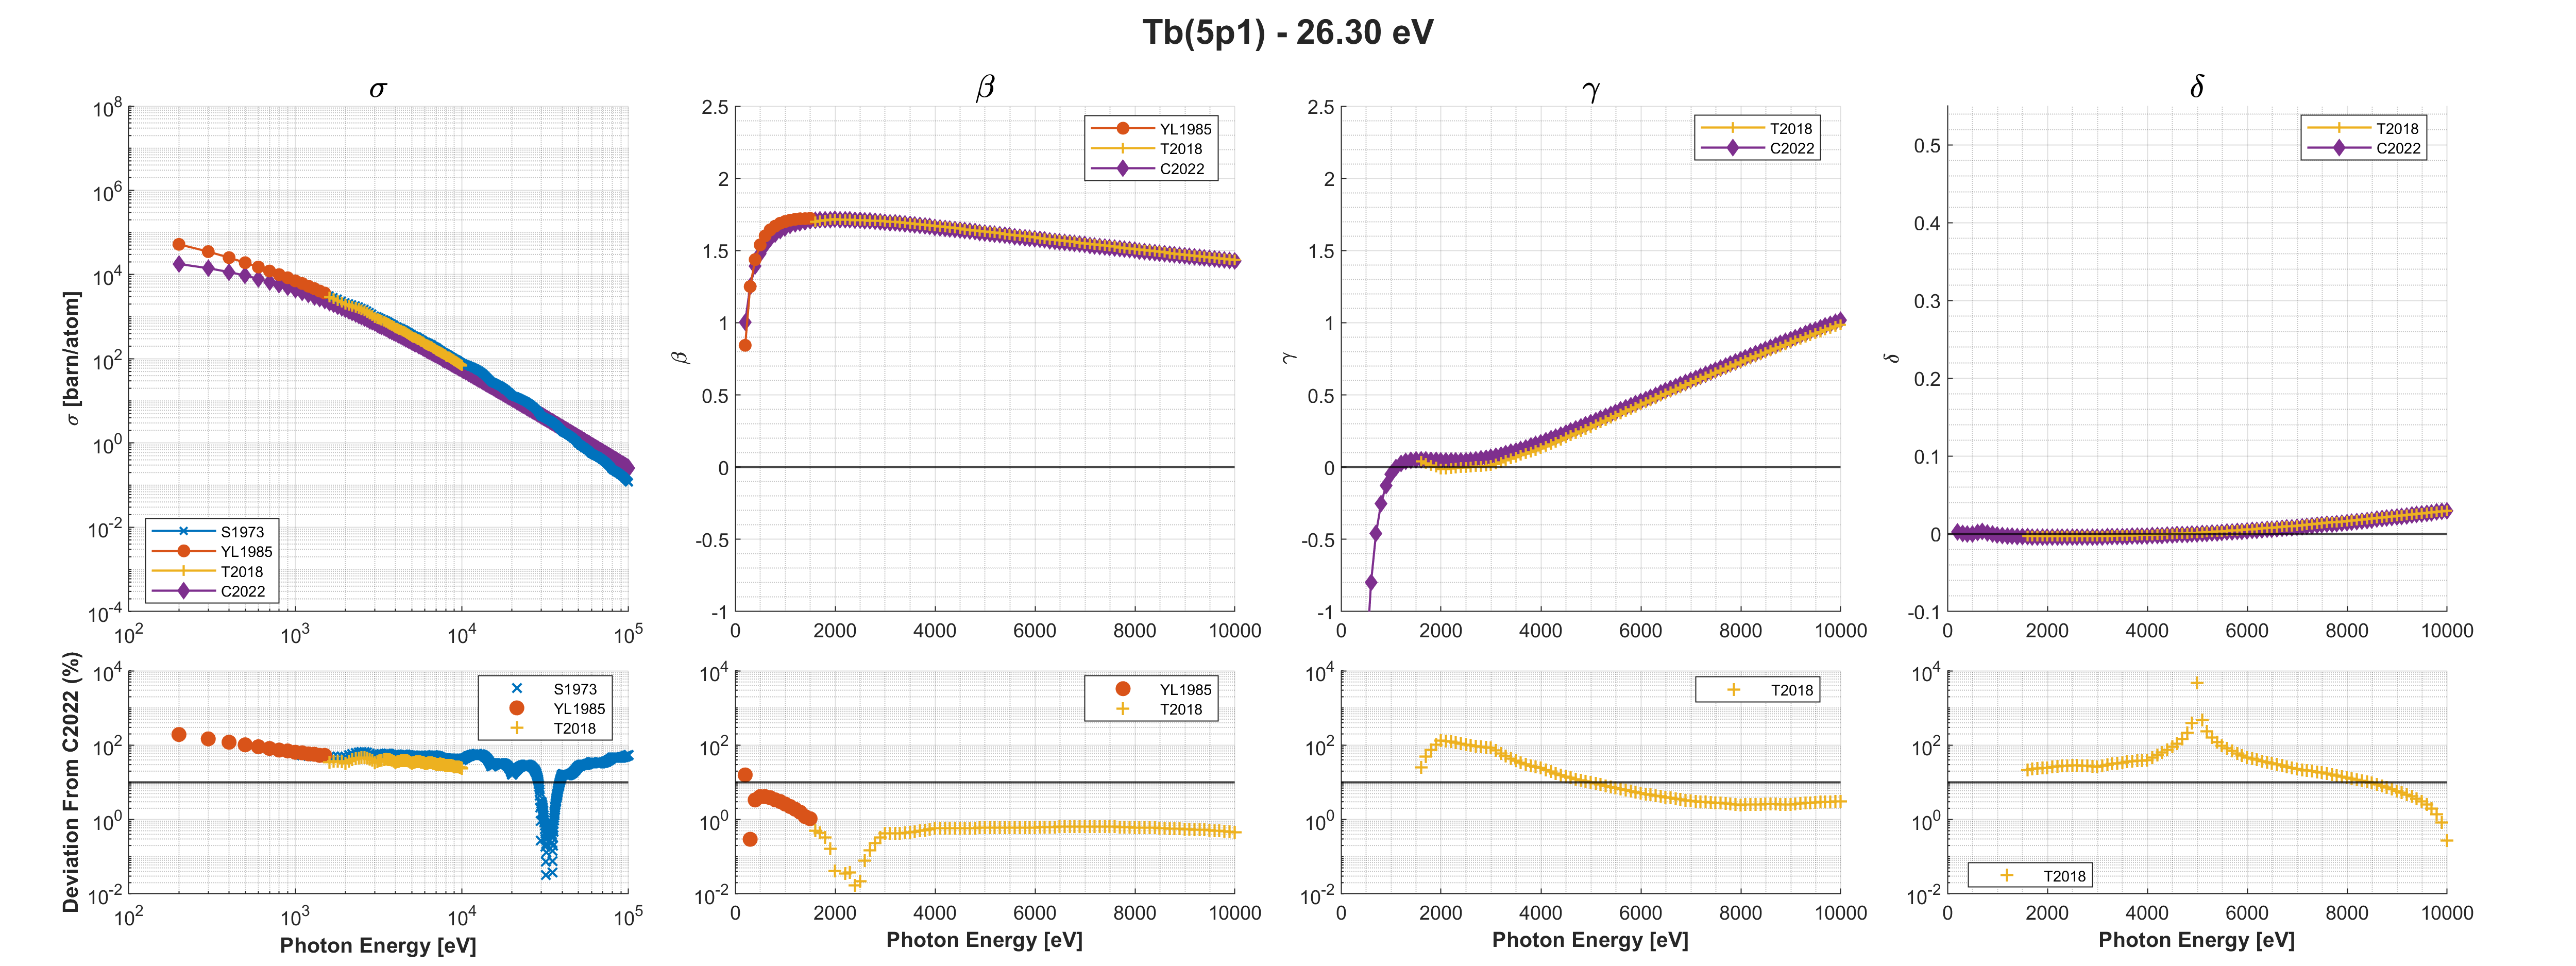 Tb(5p1) - 26.30 eV
σ
σ [barn/atom]
10^8
10^6
10^4
10^2
10^0
10^-2
10^-4
10^2
10^3
10^4
10^5
S1973
YL1985
T2018
C2022
β
β
2.5
2
1.5
1
0.5
0
-0.5
-1
0
2000
4000
6000
8000
10000
YL1985
T2018
C2022
γ
γ
2.5
2
1.5
1
0.5
0
-0.5
-1
0
2000
4000
6000
8000
10000
T2018
C2022
δ
δ
0.5
0.4
0.3
0.2
0.1
0
-0.1
0
2000
4000
6000
8000
10000
T2018
C2022
Deviation From C2022 (%)
10^4
10^2
10^0
10^-2
10^2
10^3
10^4
10^5
S1973
YL1985
T2018
Photon Energy [eV]
10^4
10^2
10^0
10^-2
0
2000
4000
6000
8000
10000
YL1985
T2018
Photon Energy [eV]
10^4
10^2
10^0
10^-2
0
2000
4000
6000
8000
10000
T2018
Photon Energy [eV]
10^4
10^2
10^0
10^-2
0
2000
4000
6000
8000
10000
T2018
Photon Energy [eV]